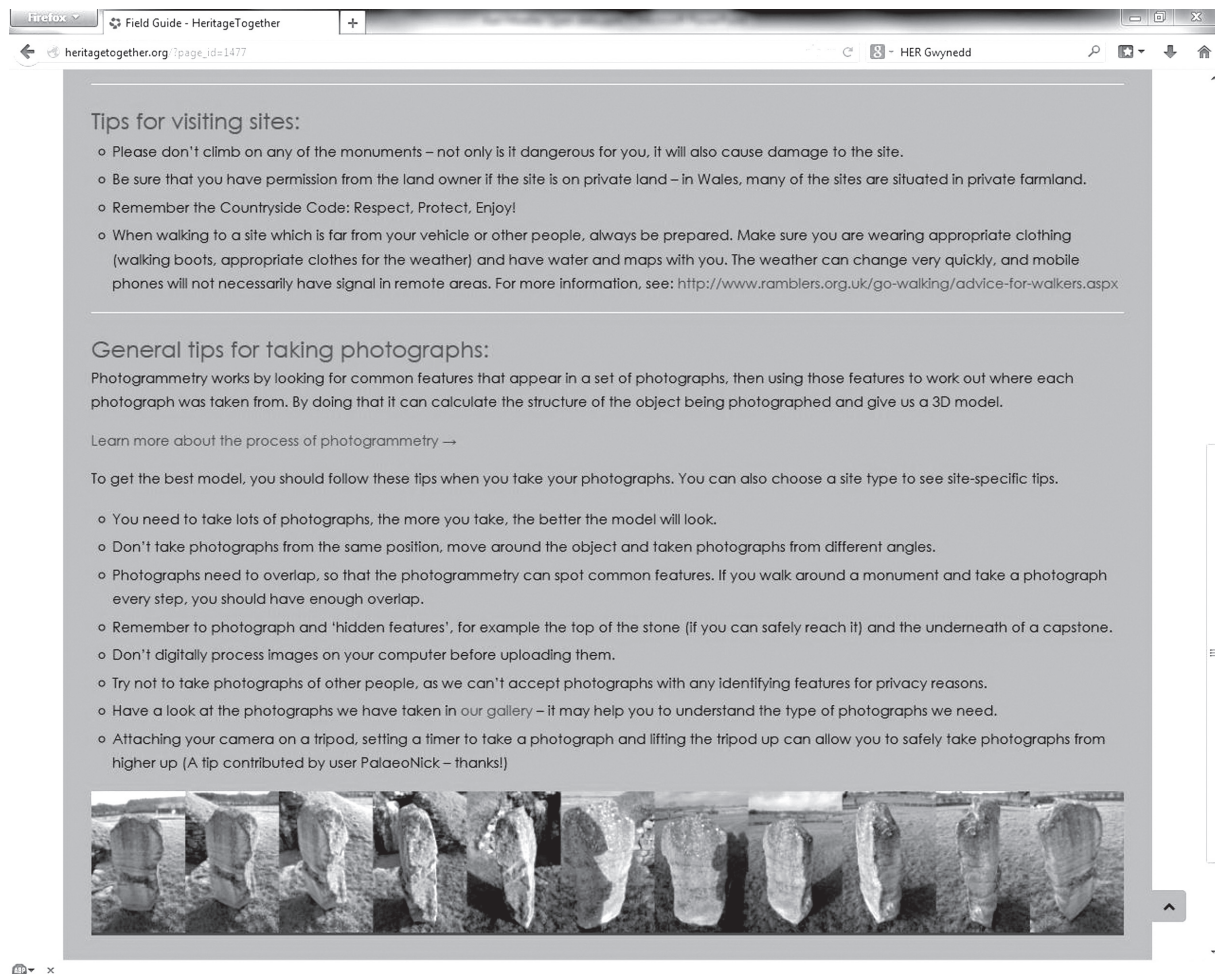 Firefox
Field Guide - HeritageTogether
heritagetogether.org/?page_id=1477
HER Gwynedd
Tips for visiting sites:
Please don't climb on any of the monuments – not only is it dangerous for you, it will also cause damage to the site.
Be sure that you have permission from the land owner if the site is on private land – in Wales, many of the sites are situated in private farmland.
Remember the Countryside Code: Respect, Protect, Enjoy!
When walking to a site which is far from your vehicle or other people, always be prepared. Make sure you are wearing appropriate clothing
(walking boots, appropriate clothes for the weather) and have water and maps with you. The weather can change very quickly, and mobile
phones will not necessarily have signal in remote areas. For more information, see: http://www.ramblers.org.uk/go-walking/advice-for-walkers.aspx
General tips for taking photographs:
Photogrammetry works by looking for common features that appear in a set of photographs, then using those features to work out where each
photograph was taken from. By doing that it can calculate the structure of the object being photographed and give us a 3D model.
Learn more about the process of photogrammetry →
To get the best model, you should follow these tips when you take your photographs. You can also choose a site type to see site-specific tips.
You need to take lots of photographs, the more you take, the better the model will look.
Don't take photographs from the same position, move around the object and taken photographs from different angles.
Photographs need to overlap, so that the photogrammetry can spot common features. If you walk around a monument and take a photograph
every step, you should have enough overlap.
Remember to photograph and 'hidden features', for example the top of the stone (if you can safely reach it) and the underneath of a capstone.
Don't digitally process images on your computer before uploading them.
Try not to take photographs of other people, as we can't accept photographs with any identifying features for privacy reasons.
Have a look at the photographs we have taken in our gallery – it may help you to understand the type of photographs we need.
Attaching your camera on a tripod, setting a timer to take a photograph and lifting the tripod up can allow you to safely take photographs from
higher up (A tip contributed by user PalaeoNick – thanks!)